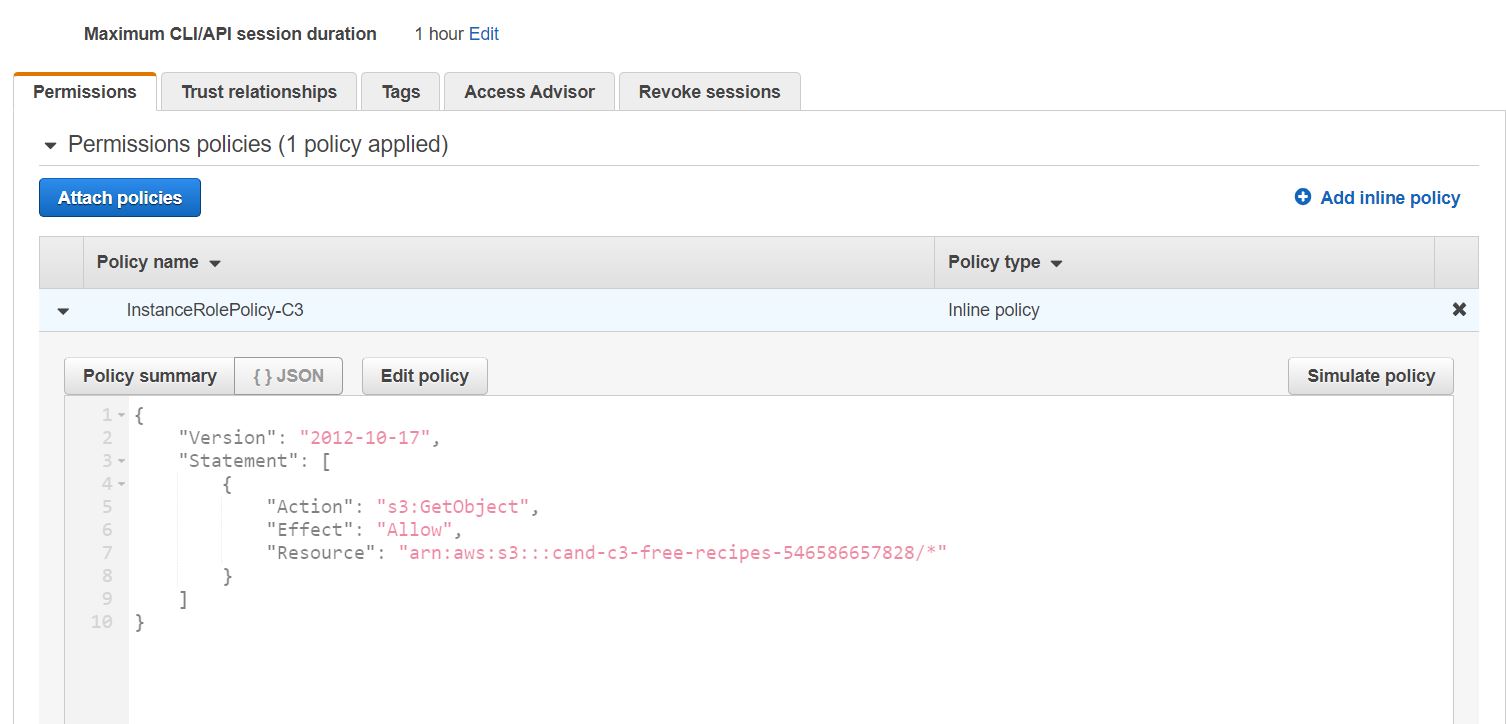 Maximum CLI/API session duration 1 hour Edit
Permissions Trust relationships Tags Access Advisor Revoke sessions
Permissions policies (1 policy applied)
Attach policies Add inline policy
Policy name Policy type
InstanceRolePolicy-C3 Inline policy
Policy summary { } JSON Edit policy Simulate policy
1 {
2 "Version": "2012-10-17",
3 "Statement": [
4 {
5 "Action": "s3:GetObject",
6 "Effect": "Allow",
7 "Resource": "arn:aws:s3:::cand-c3-free-recipes-546586657828/*"
8 }
9 ]
10 }